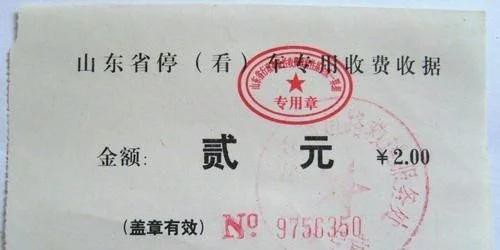 山东省停（看）车专用收费收据
专用章
金额: 贰 元 ¥2.00
(盖章有效) Nº 9756350